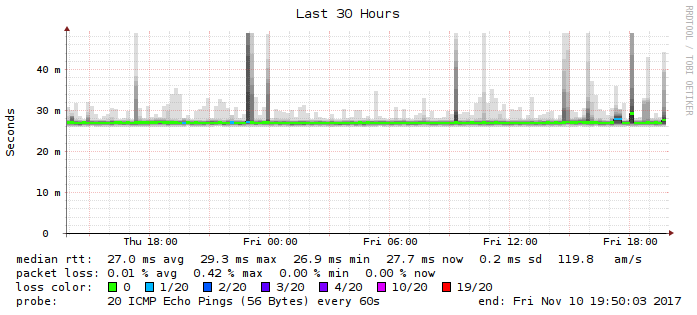 Last 30 Hours
RRDTOOL / TOBI OETIKER
Seconds
40 m
30 m
20 m
10 m
0
Thu 18:00 Fri 00:00 Fri 06:00 Fri 12:00 Fri 18:00
median rtt: 27.0 ms avg 29.3 ms max 26.9 ms min 27.7 ms now 0.2 ms sd 119.8 am/s
packet loss: 0.01 % avg 0.42 % max 0.00 % min 0.00 % now
loss color: 0 1/20 2/20 3/20 4/20 10/20 19/20
probe: 20 ICMP Echo Pings (56 Bytes) every 60s end: Fri Nov 10 19:50:03 2017